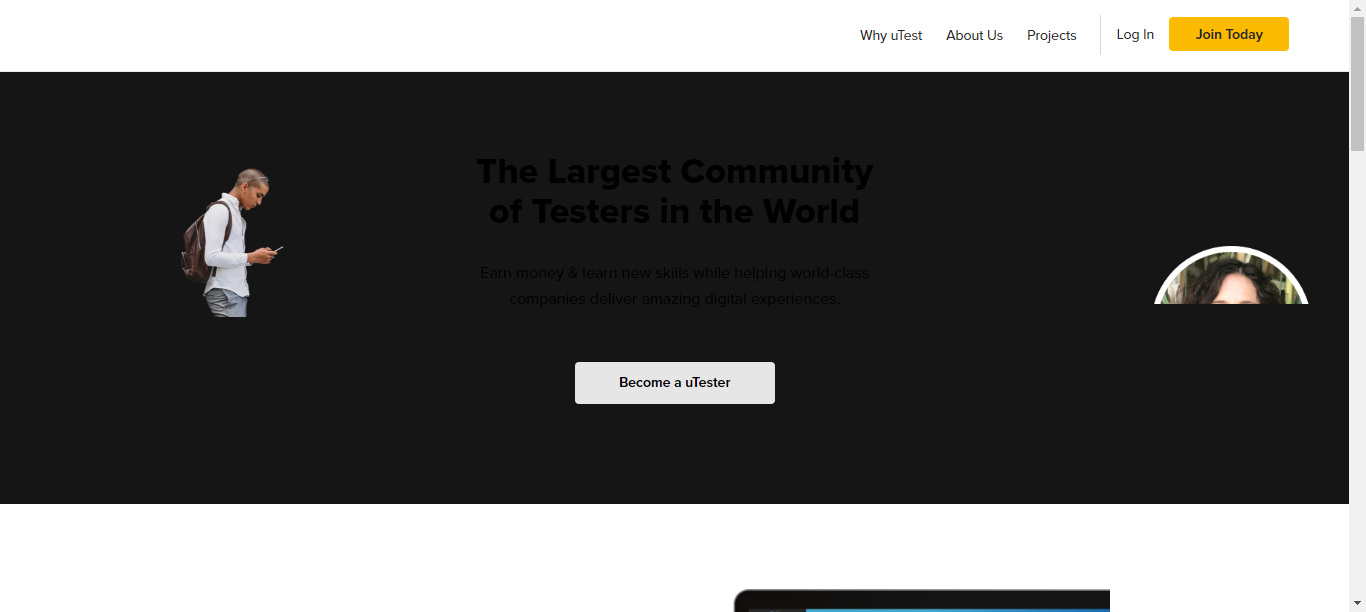 Why uTest
About Us
Projects
Log In
Join Today
The Largest Community
of Testers in the World
Earn money & learn new skills while helping world-class
companies deliver amazing digital experiences.
Become a uTester